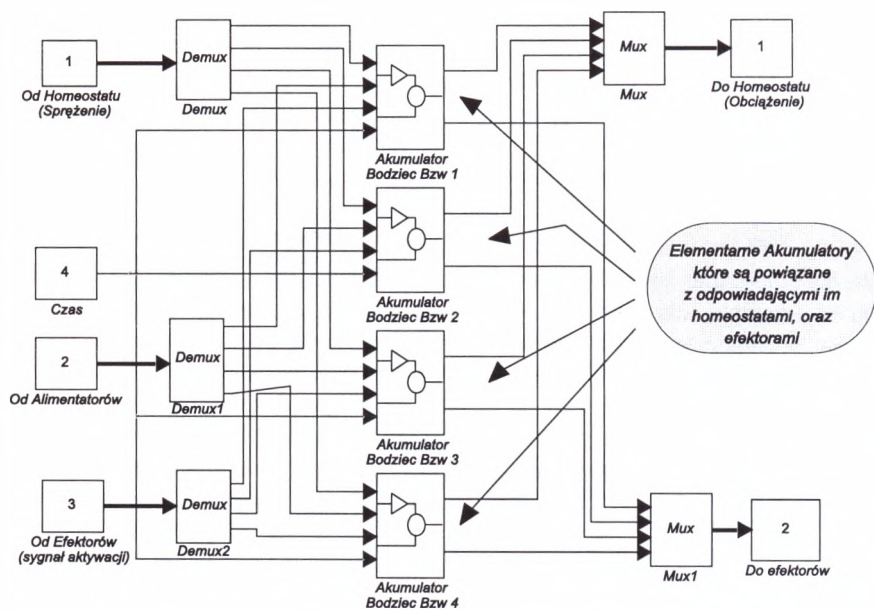 1
Od Homeostatu
(Sprężenie)
Demux
Demux
Akumulator
Bodziec Bzw 1
Mux
Mux
1
Do Homeostatu
(Obciążenie)
4
Czas
Akumulator
Bodziec Bzw 2
Elementarne Akumulatory
które są powiązane
z odpowiadającymi im
homeostatami, oraz
efektorami
2
Od Alimentatorów
Demux
Demux1
Akumulator
Bodziec Bzw 3
3
Od Efektorów
(sygnał aktywacji)
Demux
Demux2
Akumulator
Bodziec Bzw 4
Mux
Mux1
2
Do efektorów